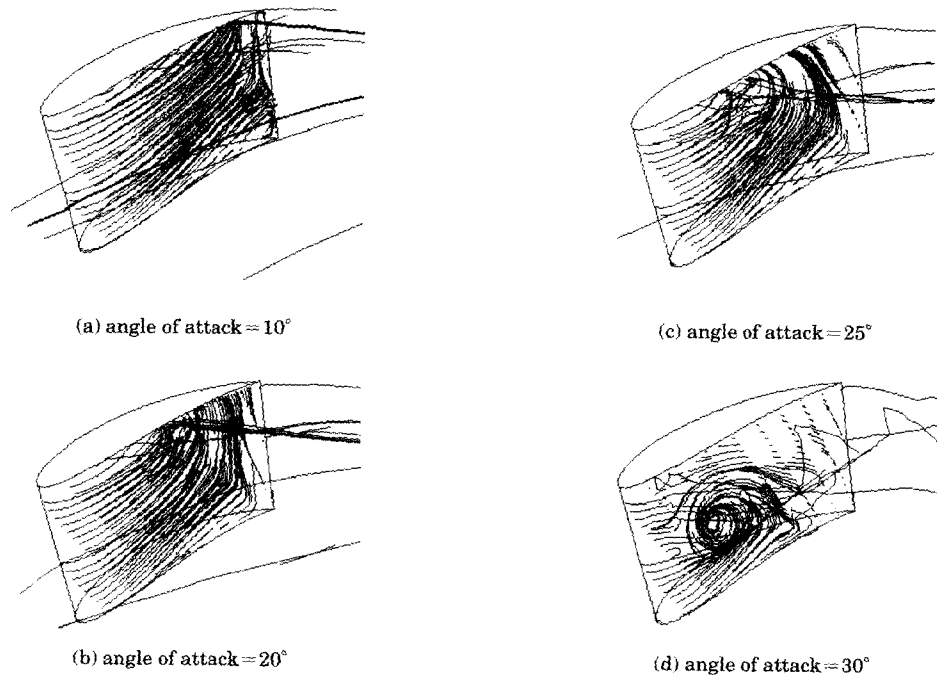 (a) angle of attack=10°
(b) angle of attack=20°
(c) angle of attack=25°
(d) angle of attack=30°